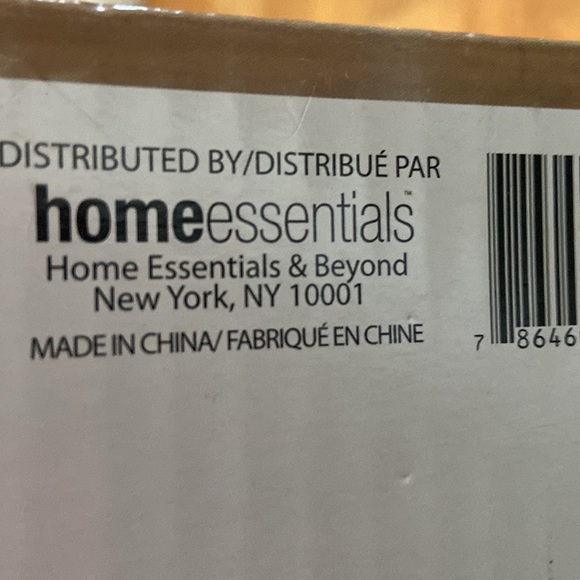 DISTRIBUTED BY/DISTRIBUÉ PAR
homeessentials™
Home Essentials & Beyond
New York, NY 10001
MADE IN CHINA/ FABRIQUÉ EN CHINE
7 8646